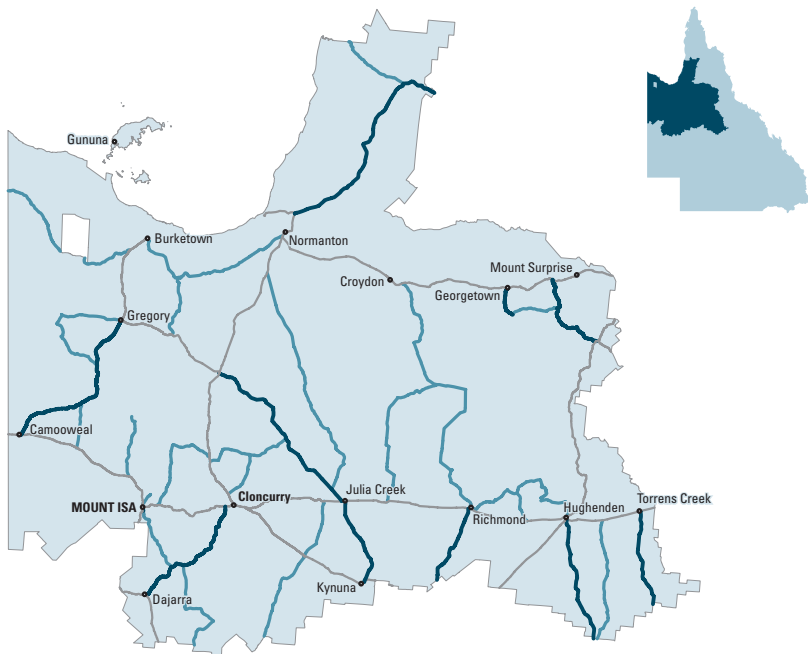 Gununa
Burketown
Normanton
Mount Surprise
Croydon
Georgetown
Gregory
Camooweal
Julia Creek
Cloncurry
Torrens Creek
MOUNT ISA
Hughenden
Richmond
Kynuna
Dajarra